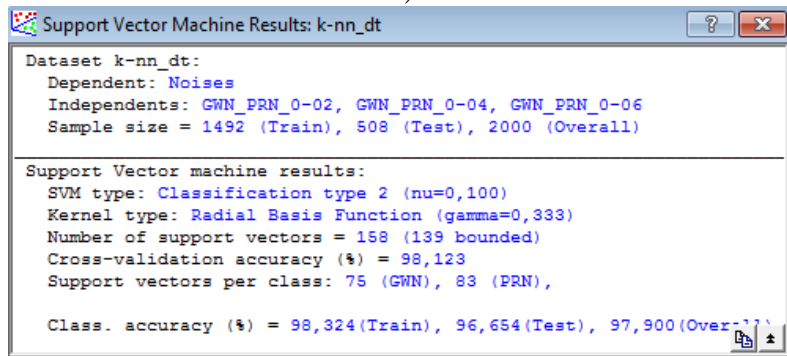 Support Vector Machine Results: k-nn_dt
Dataset k-nn_dt:
Dependent: Noises
Independents: GWN_PRN_0-02, GWN_PRN_0-04, GWN_PRN_0-06
Sample size = 1492 (Train), 508 (Test), 2000 (Overall)
Support Vector machine results:
SVM type: Classification type 2 (nu=0,100)
Kernel type: Radial Basis Function (gamma=0,333)
Number of support vectors = 158 (139 bounded)
Cross-validation accuracy (%) = 98,123
Support vectors per class: 75 (GWN), 83 (PRN),
Class. accuracy (%) = 98,324(Train), 96,654(Test), 97,900(Overall)